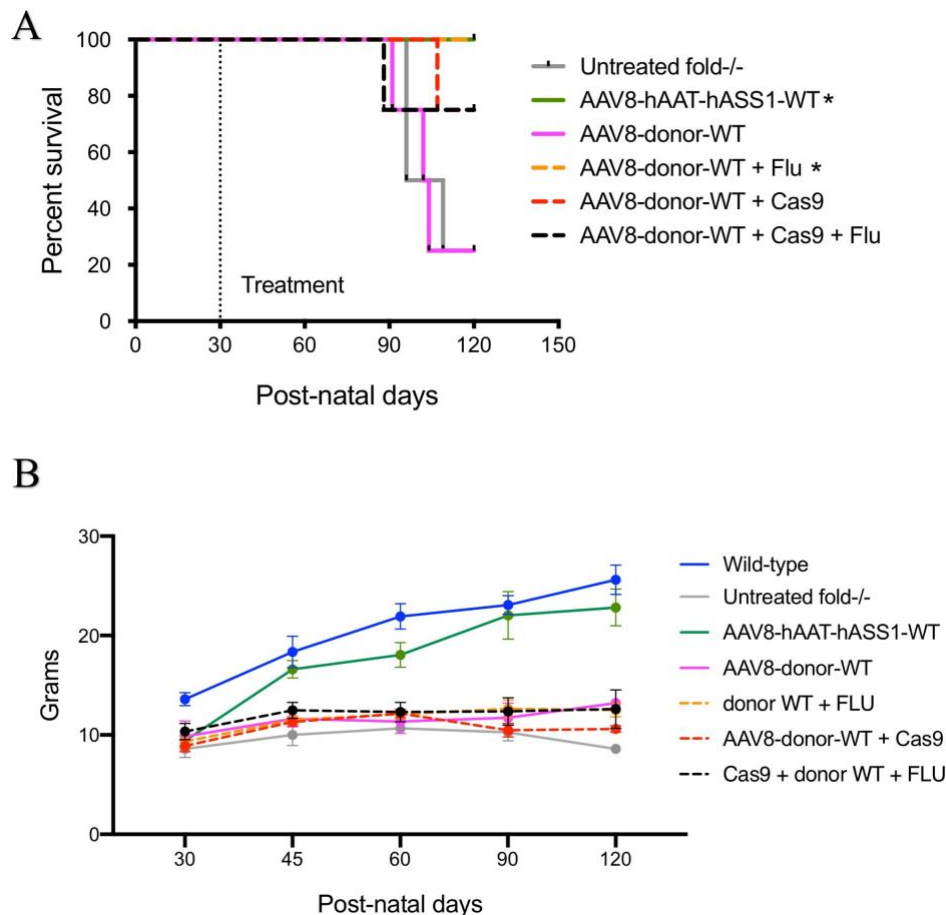 A
Percent survival
100
80
60
40
20
0
Treatment
0 30 60 90 120 150
Post-natal days
Untreated fold-/-
AAV8-hAAT-hASS1-WT *
AAV8-donor-WT
AAV8-donor-WT + Flu *
AAV8-donor-WT + Cas9
AAV8-donor-WT + Cas9 + Flu
B
Grams
30
20
10
0
30 45 60 90 120
Post-natal days
Wild-type
Untreated fold-/-
AAV8-hAAT-hASS1-WT
AAV8-donor-WT
donor WT + FLU
AAV8-donor-WT + Cas9
Cas9 + donor WT + FLU